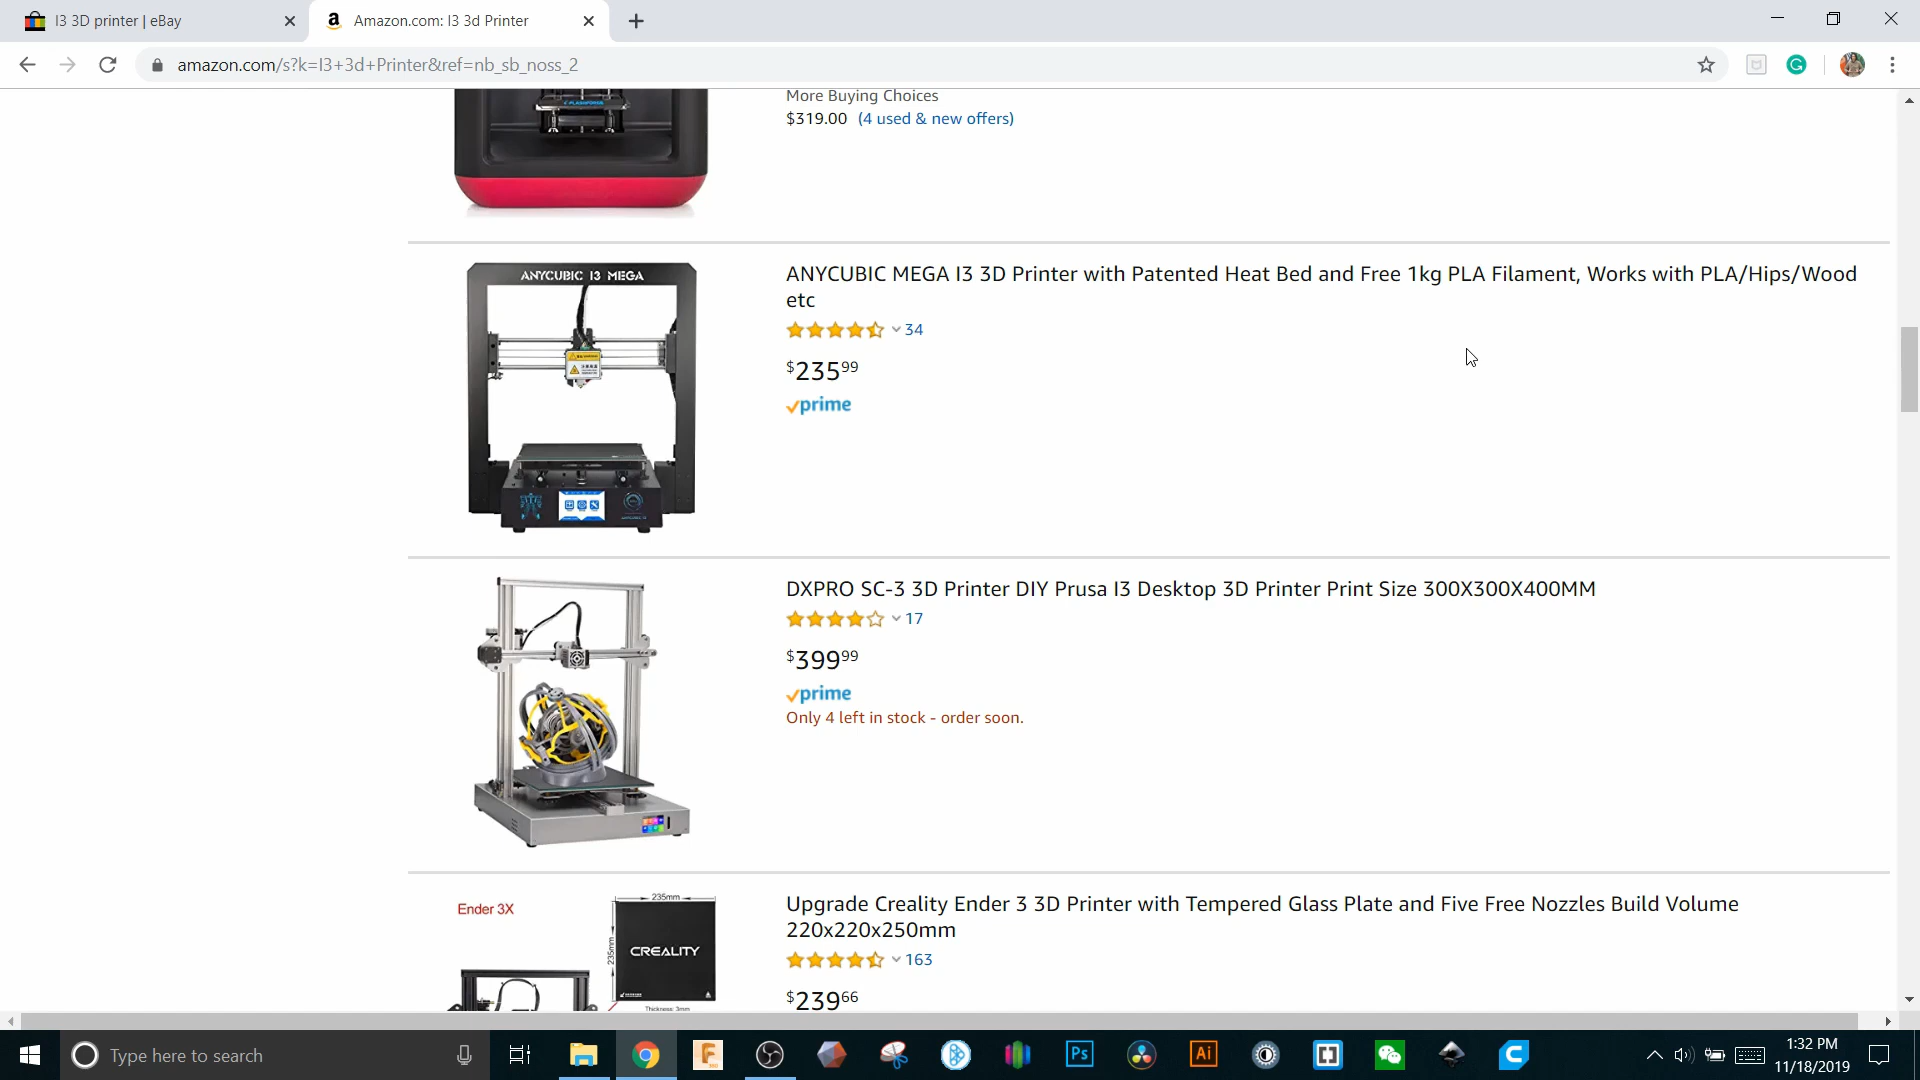 I3 3D printer | eBay
Amazon.com: I3 3d Printer
amazon.com/s?k=I3+3d+Printer&ref=nb_sb_noss_2
More Buying Choices
$319.00 (4 used & new offers)
ANYCUBIC I3 MEGA
ANYCUBIC MEGA I3 3D Printer with Patented Heat Bed and Free 1kg PLA Filament, Works with PLA/Hips/Wood
etc
34
$235 99
prime
DXPRO SC-3 3D Printer DIY Prusa I3 Desktop 3D Printer Print Size 300X300X400MM
17
$399 99
prime
Only 4 left in stock - order soon.
Ender 3X
235mm
235mm
CREALITY
Thickness: 3mm
Upgrade Creality Ender 3 3D Printer with Tempered Glass Plate and Five Free Nozzles Build Volume
220x220x250mm
163
$239 66
Type here to search
Ps
Ai
1:32 PM
11/18/2019